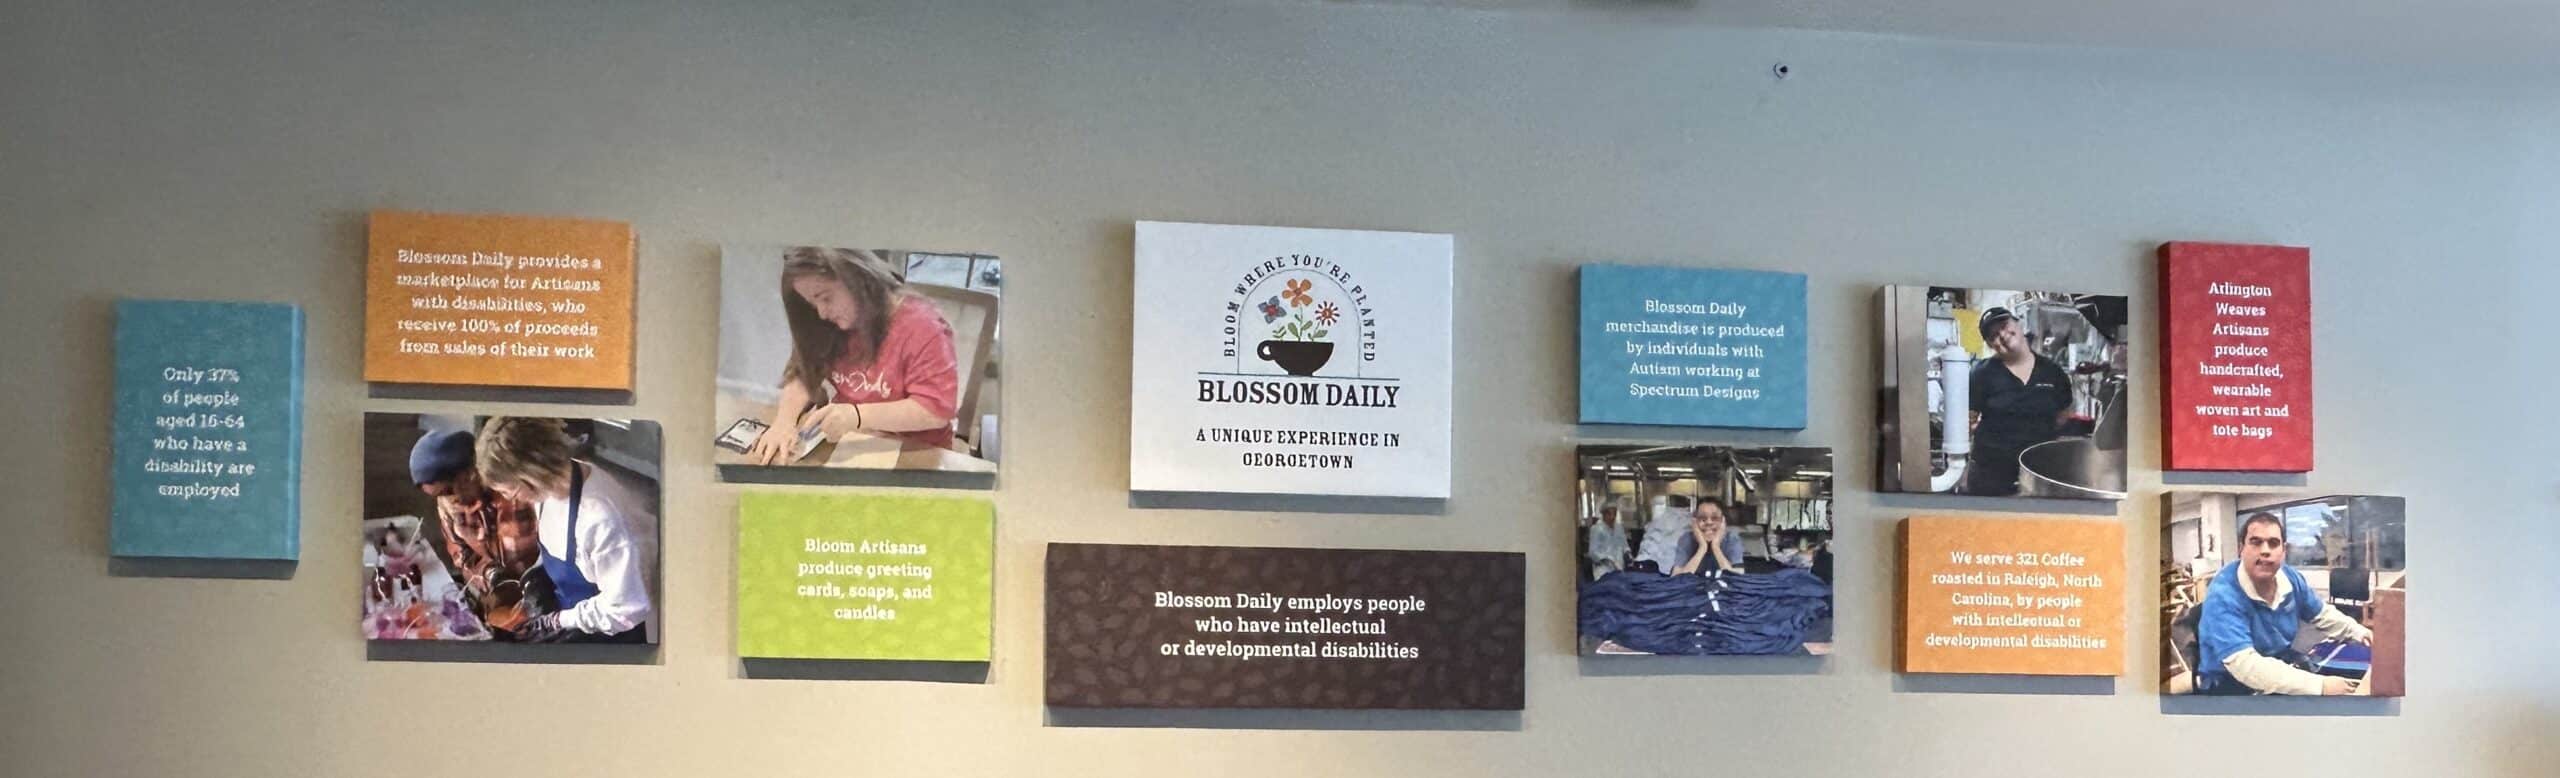 Only 37%
of people
aged 16-64
who have a
disability are
employed
Blossom Daily provides a
marketplace for Artisans
with disabilities, who
receive 100% of proceeds
from sales of their work
Bloom Artisans
produce greeting
cards, soaps, and
candles
BLOOM WHERE YOU'RE PLANTED
BLOSSOM DAILY
A UNIQUE EXPERIENCE IN
GEORGETOWN
Blossom Daily employs people
who have intellectual
or developmental disabilities
Blossom Daily
merchandise is produced
by individuals with
Autism working at
Spectrum Designs
We serve 321 Coffee
roasted in Raleigh, North
Carolina, by people
with intellectual or
developmental disabilities
Arlington
Weaves
Artisans
produce
handcrafted,
wearable
woven art and
tote bags